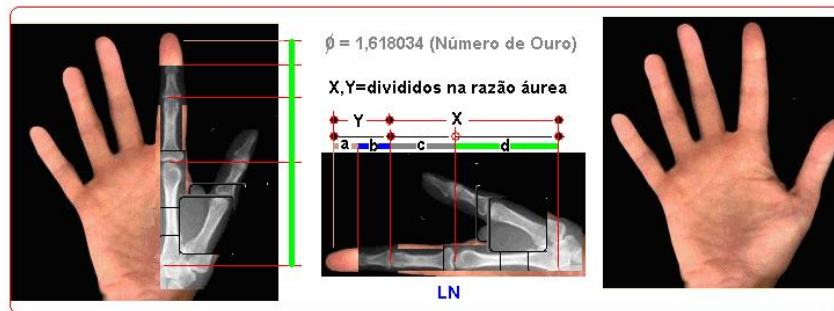 ø = 1,618034 (Número de Ouro)
X,Y=divididos na razão áurea
Y X
a b c d
LN